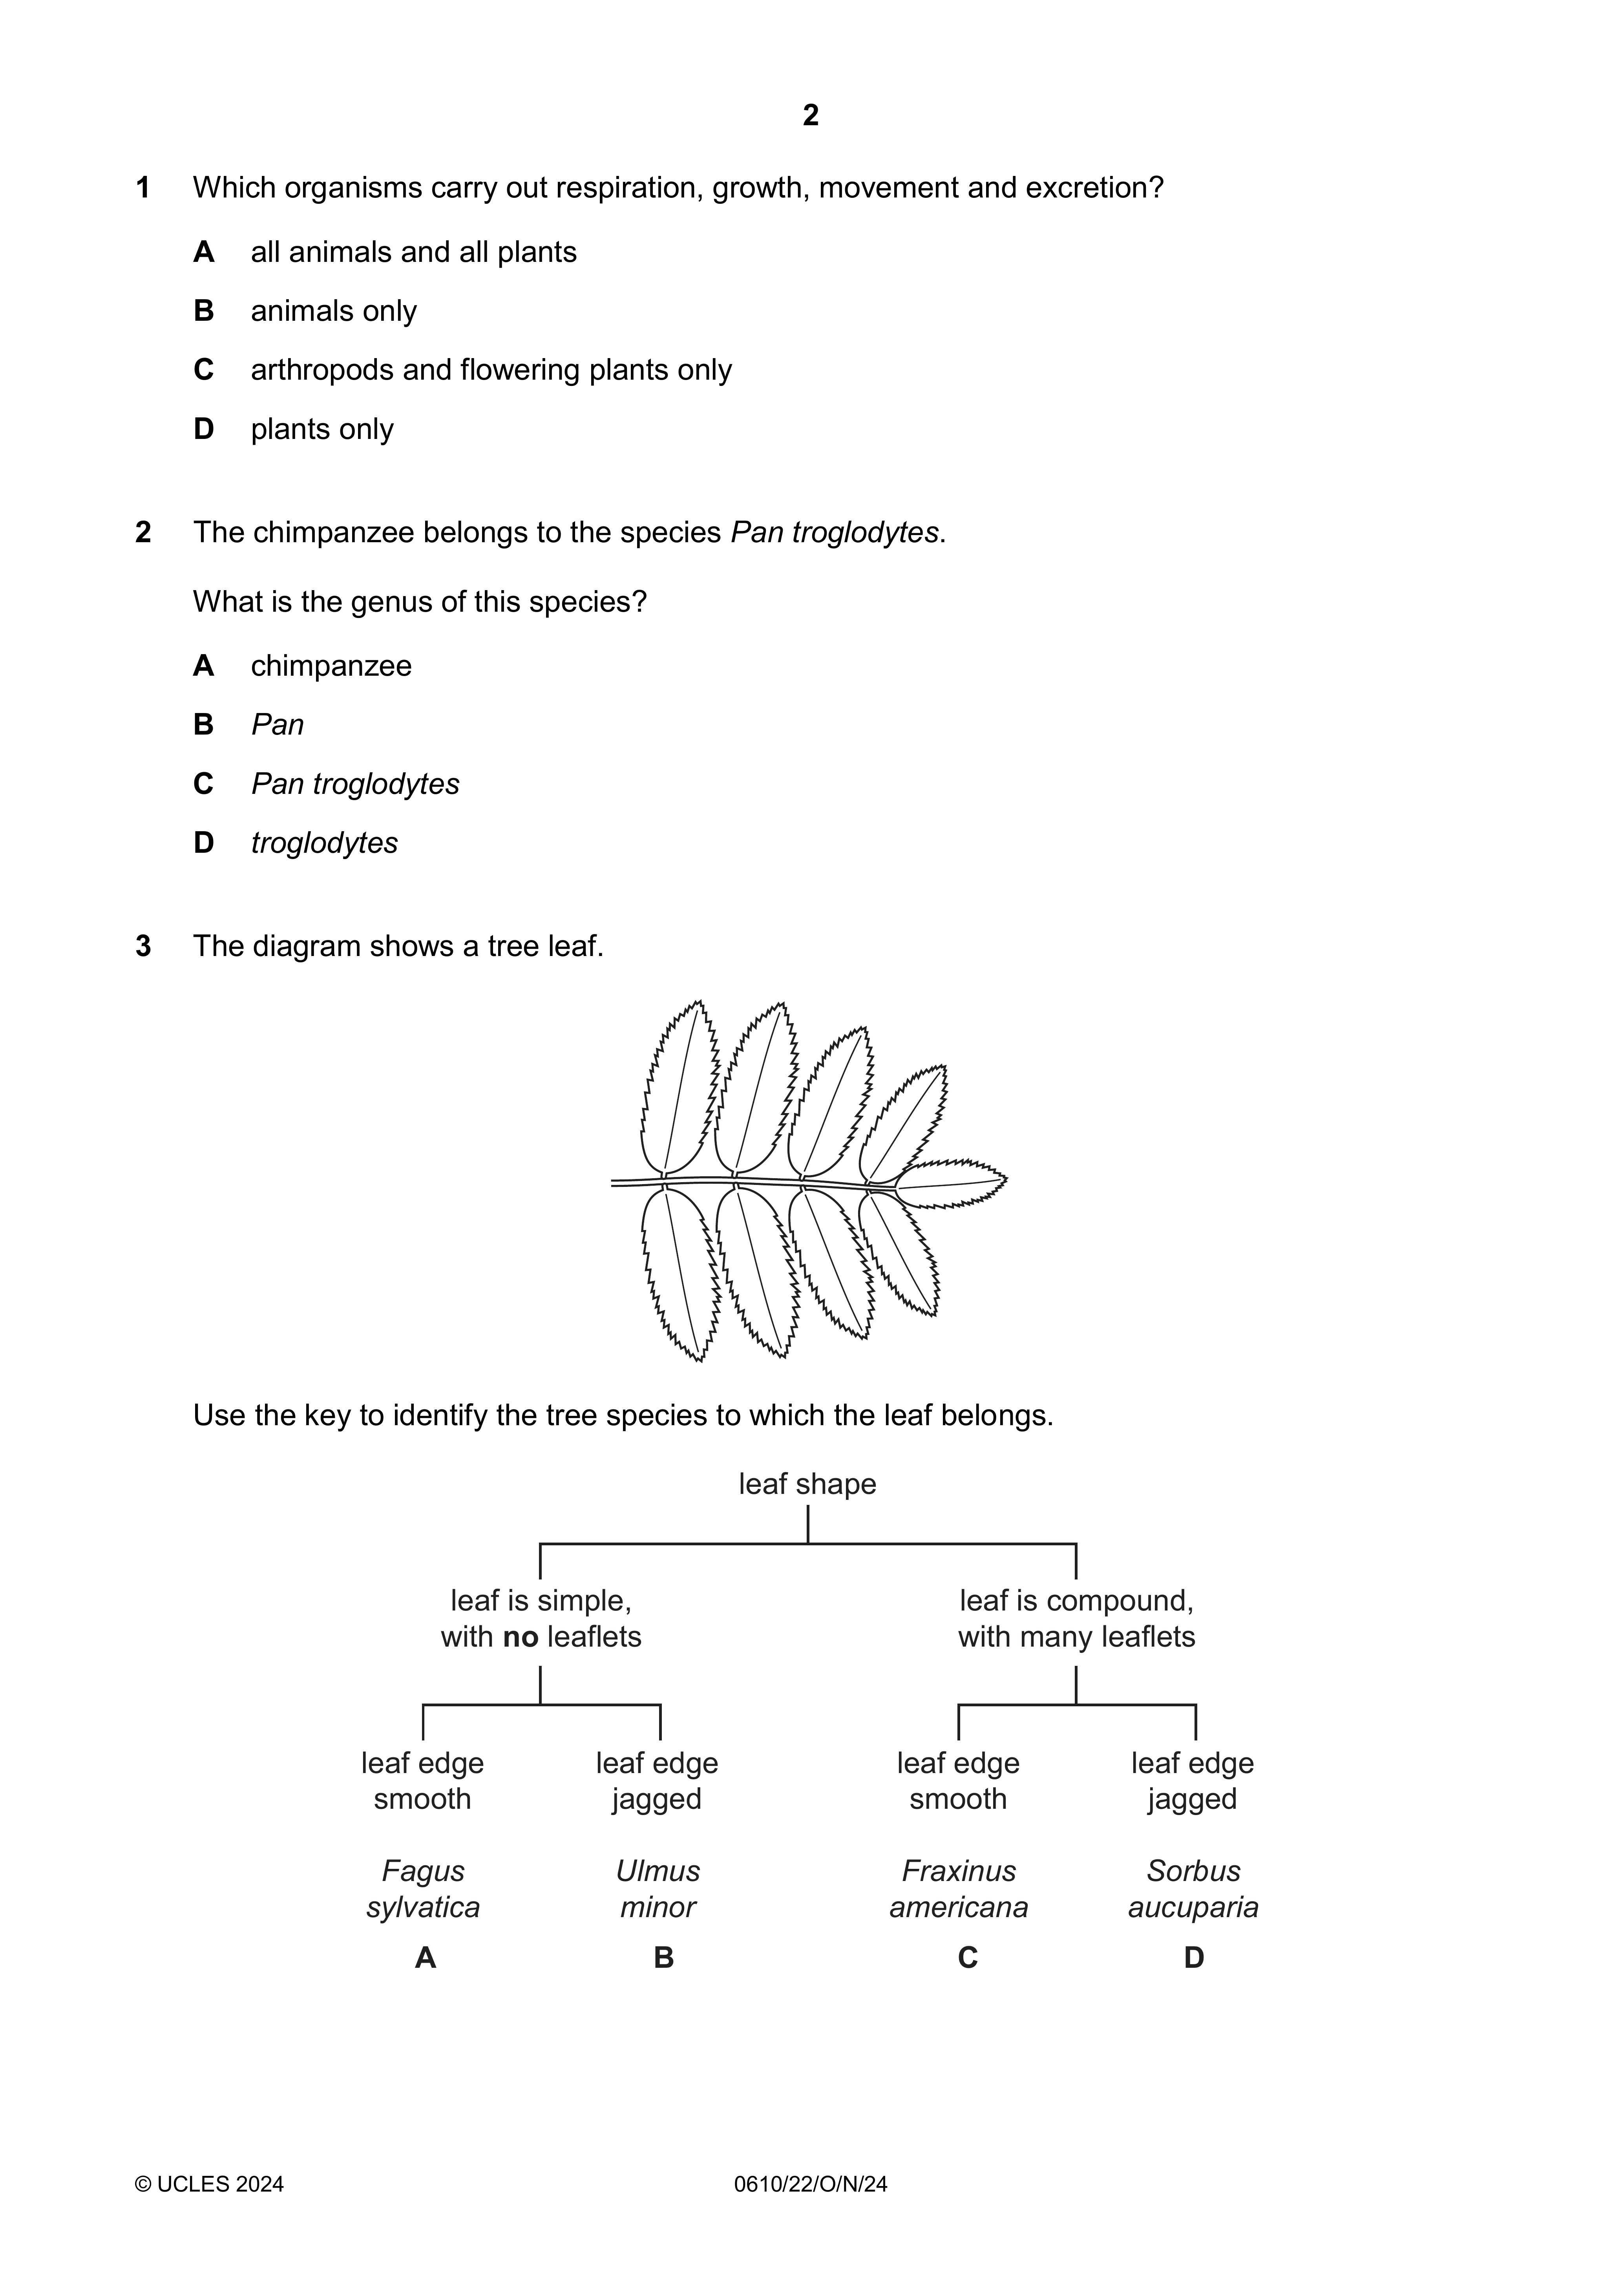 2
1 Which organisms carry out respiration, growth, movement and excretion?
A all animals and all plants
B animals only
C arthropods and flowering plants only
D plants only
2 The chimpanzee belongs to the species Pan troglodytes.
What is the genus of this species?
A chimpanzee
B Pan
C Pan troglodytes
D troglodytes
3 The diagram shows a tree leaf.
Use the key to identify the tree species to which the leaf belongs.
leaf shape
leaf is simple,
with no leaflets
leaf is compound,
with many leaflets
leaf edge
smooth
leaf edge
jagged
leaf edge
smooth
leaf edge
jagged
Fagus
sylvatica
Ulmus
minor
Fraxinus
americana
Sorbus
aucuparia
A B C D
© UCLES 2024 0610/22/O/N/24